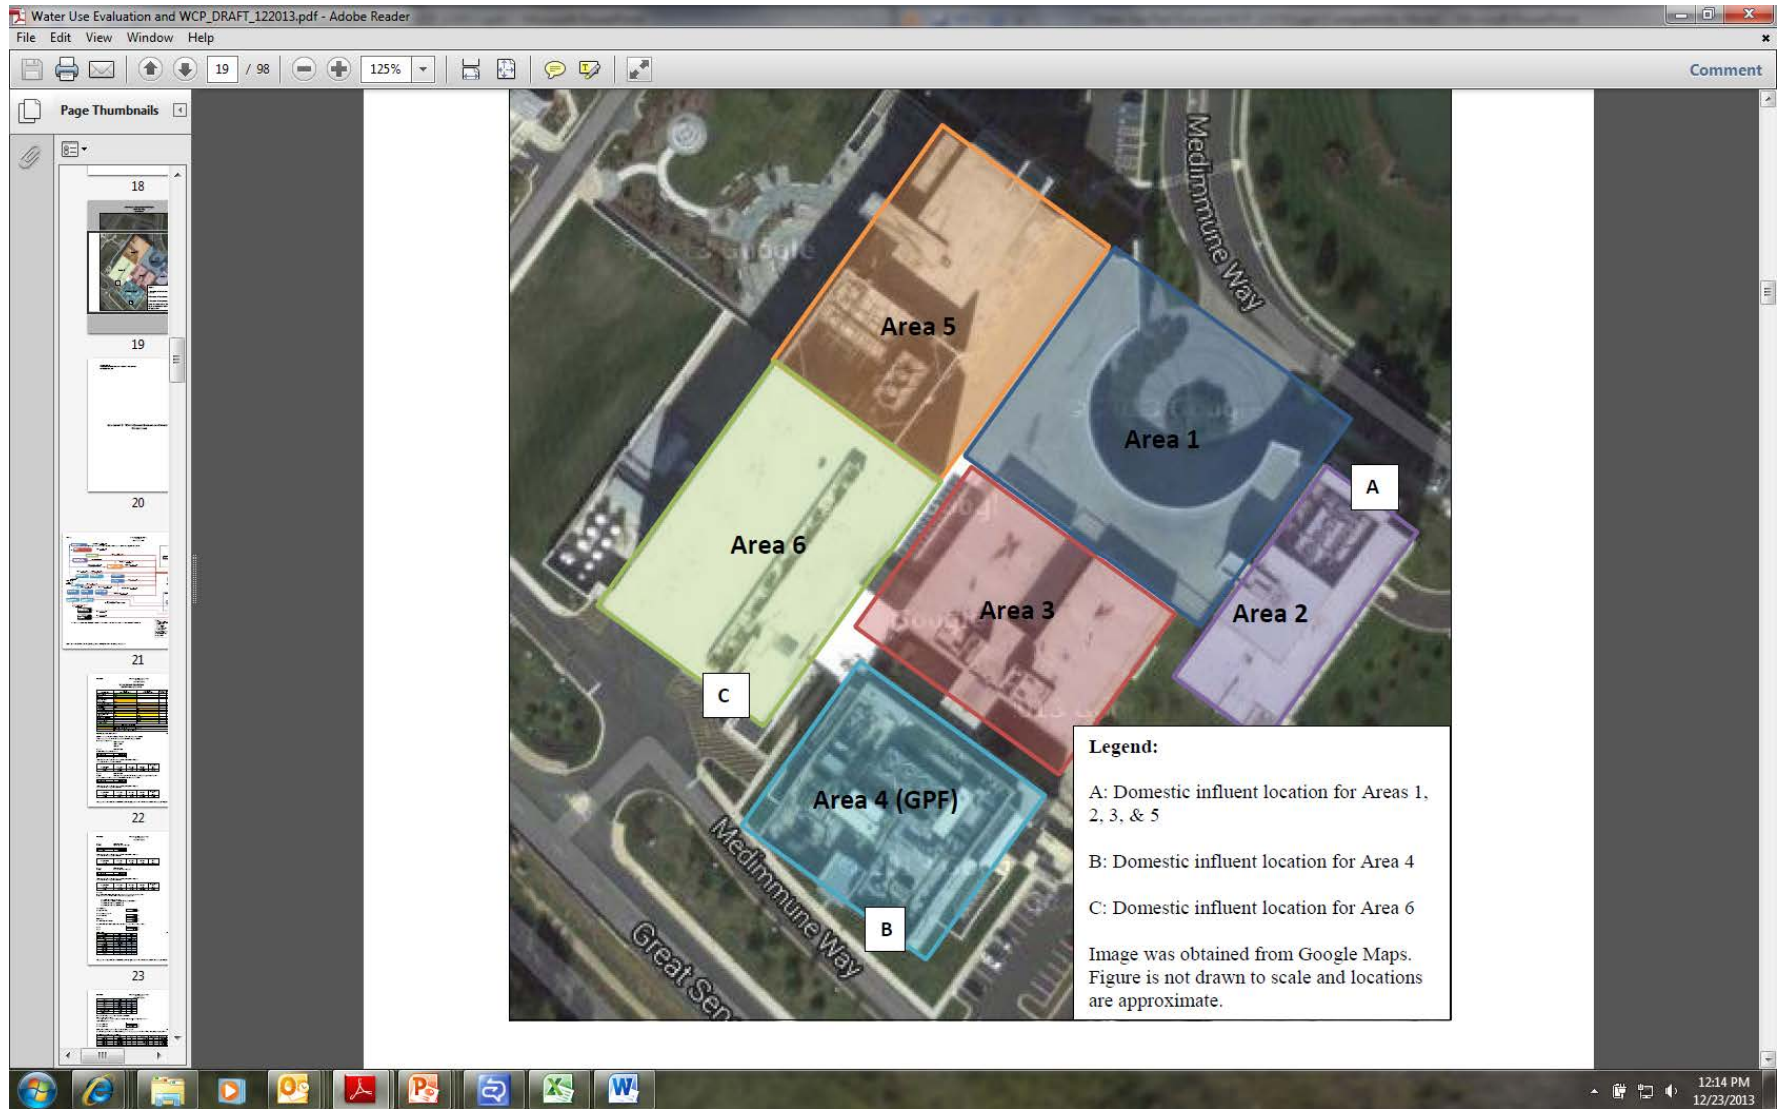 Water Use Evaluation and WCP_DRAFT_122013.pdf - Adobe Reader
File Edit View Window Help
19 / 98
125%
Comment
Page Thumbnails
18
19
20
21
22
23
Medimmune Way
Area 5
Area 1
A
Area 6
Area 3
Area 2
C
Area 4 (GPF)
B
Medimmune Way
Great Sen
Legend:
A: Domestic influent location for Areas 1,
2, 3, & 5
B: Domestic influent location for Area 4
C: Domestic influent location for Area 6
Image was obtained from Google Maps.
Figure is not drawn to scale and locations
are approximate.
12:14 PM
12/23/2013